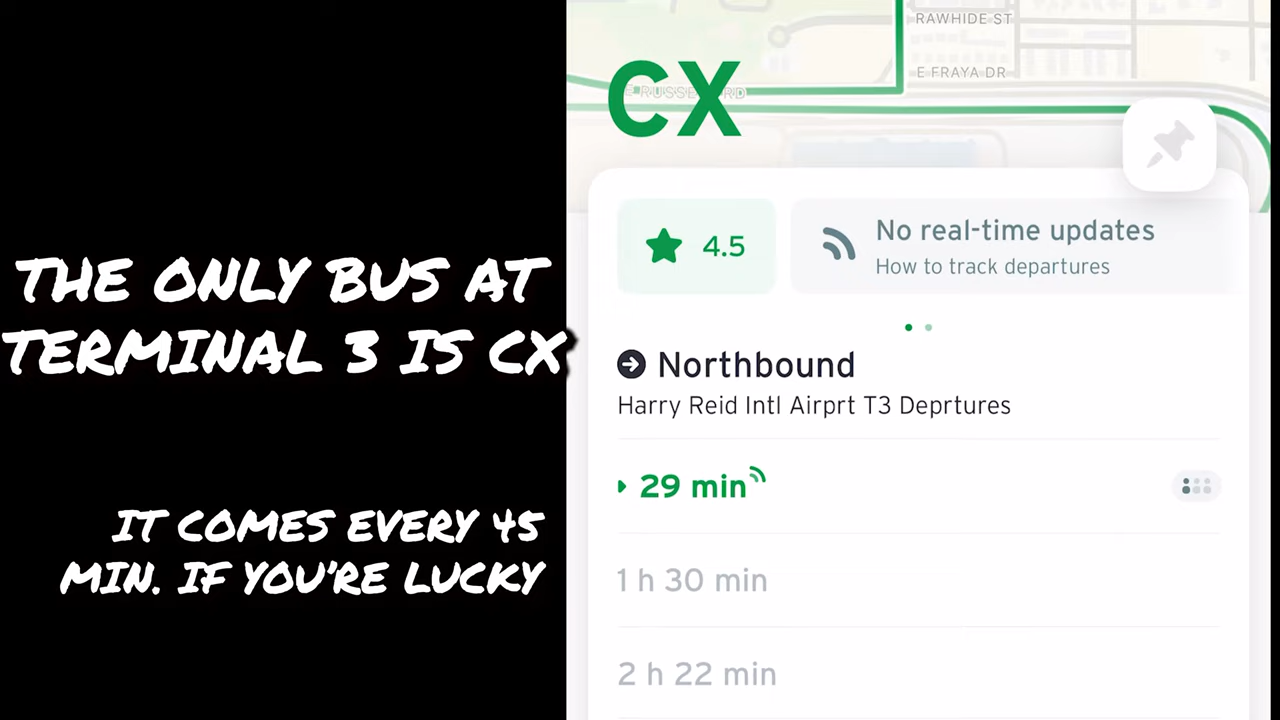 THE ONLY BUS AT
TERMINAL 3 IS CX
IT COMES EVERY 45
MIN. IF YOU'RE LUCKY
RAWHIDE ST
E FRAYA DR
E RUSSE RD
CX
4.5
No real-time updates
How to track departures
Northbound
Harry Reid Intl Airprt T3 Deprtures
29 min
1 h 30 min
2 h 22 min